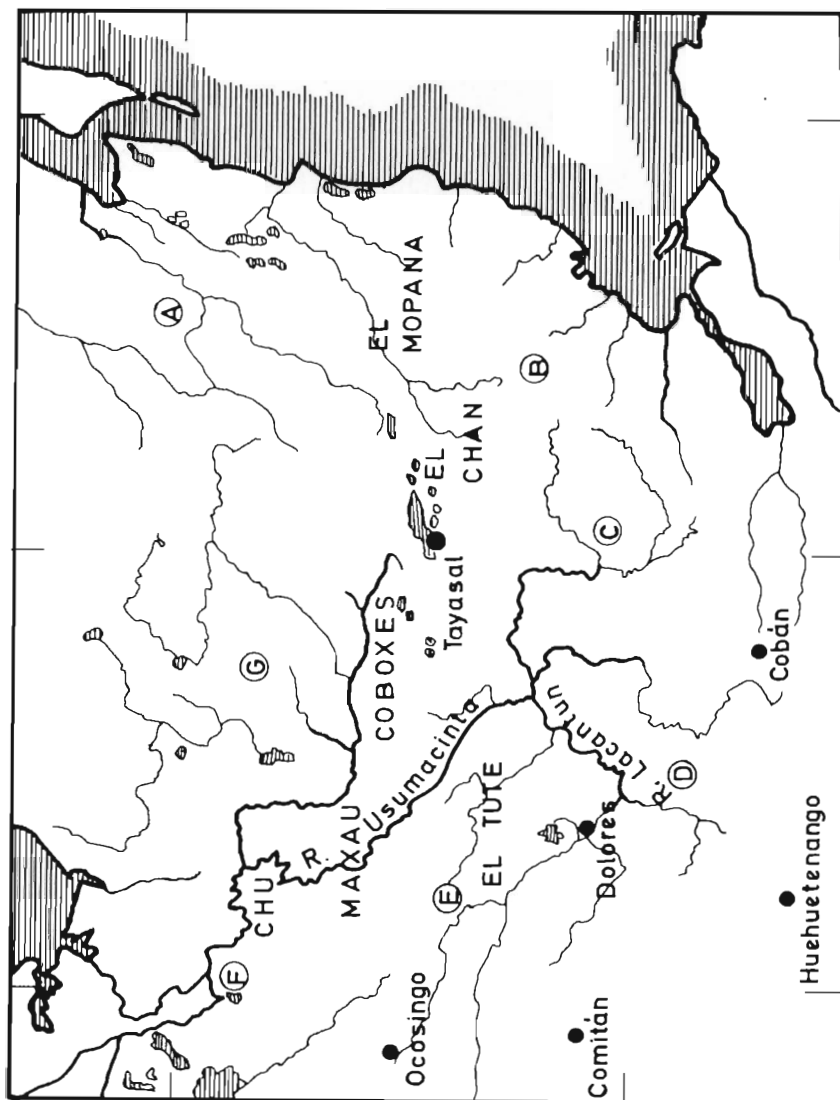 A
F
G
CHU
MAXAU
R. Usumacinta
EL
MOPANA
COBOXES
Ocosingo
E
EL
CHAN
Tayasal
EL TUTE
B
Comitán
Dolores
C
R. Lacantun
D
Cobán
Huehuetenango